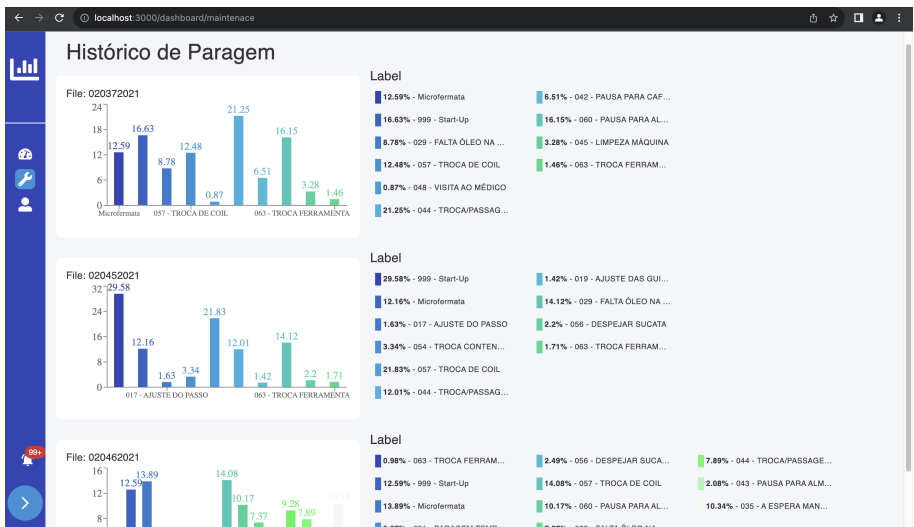 localhost:3000/dashboard/maintenace
Histórico de Paragem
File: 020372021
24
18
12
6
0
12.59
16.63
8.78
12.48
0.87
21.25
6.51
16.15
3.28
1.46
Microfermata
057 - TROCA DE COIL
063 - TROCA FERRAMENTA
Label
12.59% - Microfermata
16.63% - 999 - Start-Up
8.78% - 029 - FALTA ÓLEO NA ...
12.48% - 057 - TROCA DE COIL
0.87% - 048 - VISITA AO MÉDICO
21.25% - 044 - TROCA/PASSAG...
6.51% - 042 - PAUSA PARA CAF...
16.15% - 060 - PAUSA PARA AL...
3.28% - 045 - LIMPEZA MÁQUINA
1.46% - 063 - TROCA FERRAM...
File: 020452021
32
24
16
8
0
29.58
12.16
1.63
3.34
21.83
12.01
1.42
14.12
2.2
1.71
017 - AJUSTE DO PASSO
063 - TROCA FERRAMENTA
Label
29.58% - 999 - Start-Up
12.16% - Microfermata
1.63% - 017 - AJUSTE DO PASSO
3.34% - 054 - TROCA CONTEN...
21.83% - 057 - TROCA DE COIL
12.01% - 044 - TROCA/PASSAG...
1.42% - 019 - AJUSTE DAS GUI...
14.12% - 029 - FALTA ÓLEO NA ...
2.2% - 056 - DESPEJAR SUCATA
1.71% - 063 - TROCA FERRAM...
99+
File: 020462021
16
12
8
12.59
13.89
14.08
10.17
7.37
9.28
7.89
10.34
Label
0.98% - 063 - TROCA FERRAM...
12.59% - 999 - Start-Up
13.89% - Microfermata
2.49% - 056 - DESPEJAR SUCA...
14.08% - 057 - TROCA DE COIL
10.17% - 060 - PAUSA PARA AL...
7.89% - 044 - TROCA/PASSAGE...
2.08% - 043 - PAUSA PARA ALM...
10.34% - 035 - A ESPERA MAN...